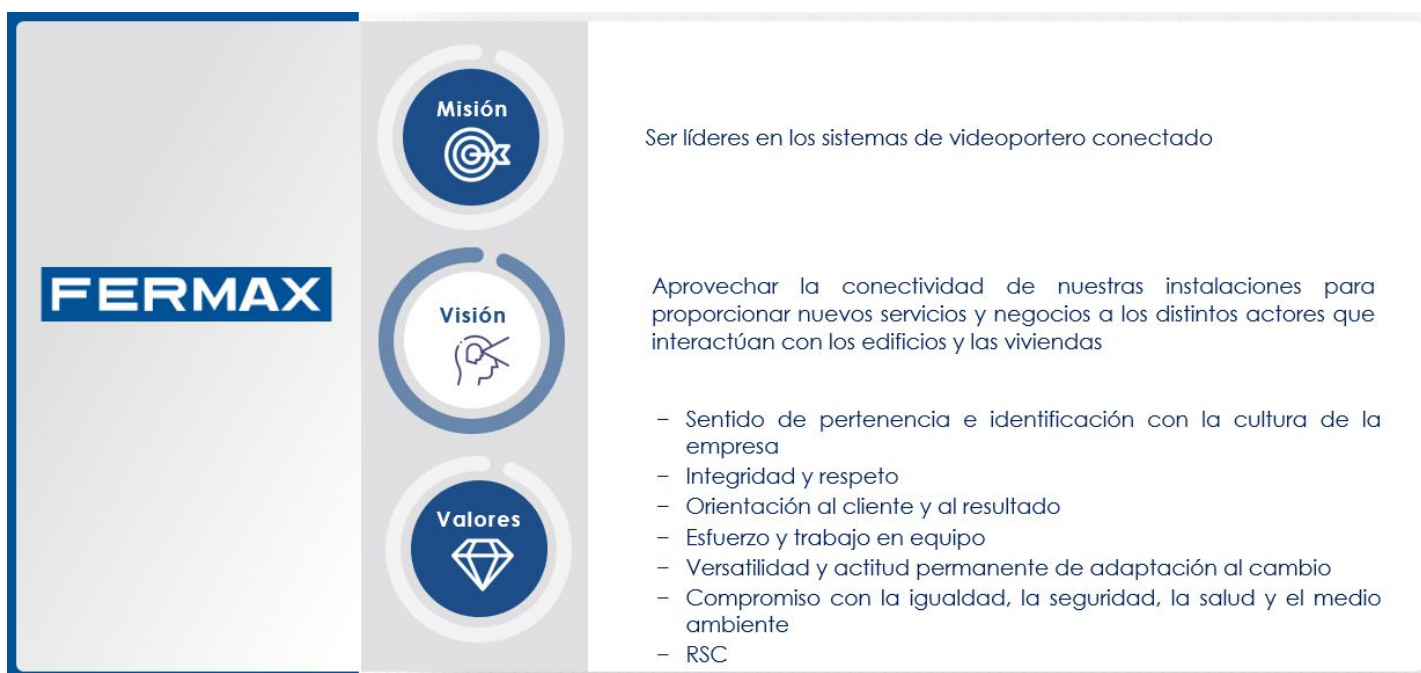 FERMAX
Misión
Ser líderes en los sistemas de videoportero conectado
Visión
Aprovechar la conectividad de nuestras instalaciones para
proporcionar nuevos servicios y negocios a los distintos actores que
interactúan con los edificios y las viviendas
Valores
– Sentido de pertenencia e identificación con la cultura de la
empresa
– Integridad y respeto
– Orientación al cliente y al resultado
– Esfuerzo y trabajo en equipo
– Versatilidad y actitud permanente de adaptación al cambio
– Compromiso con la igualdad, la seguridad, la salud y el medio
ambiente
– RSC